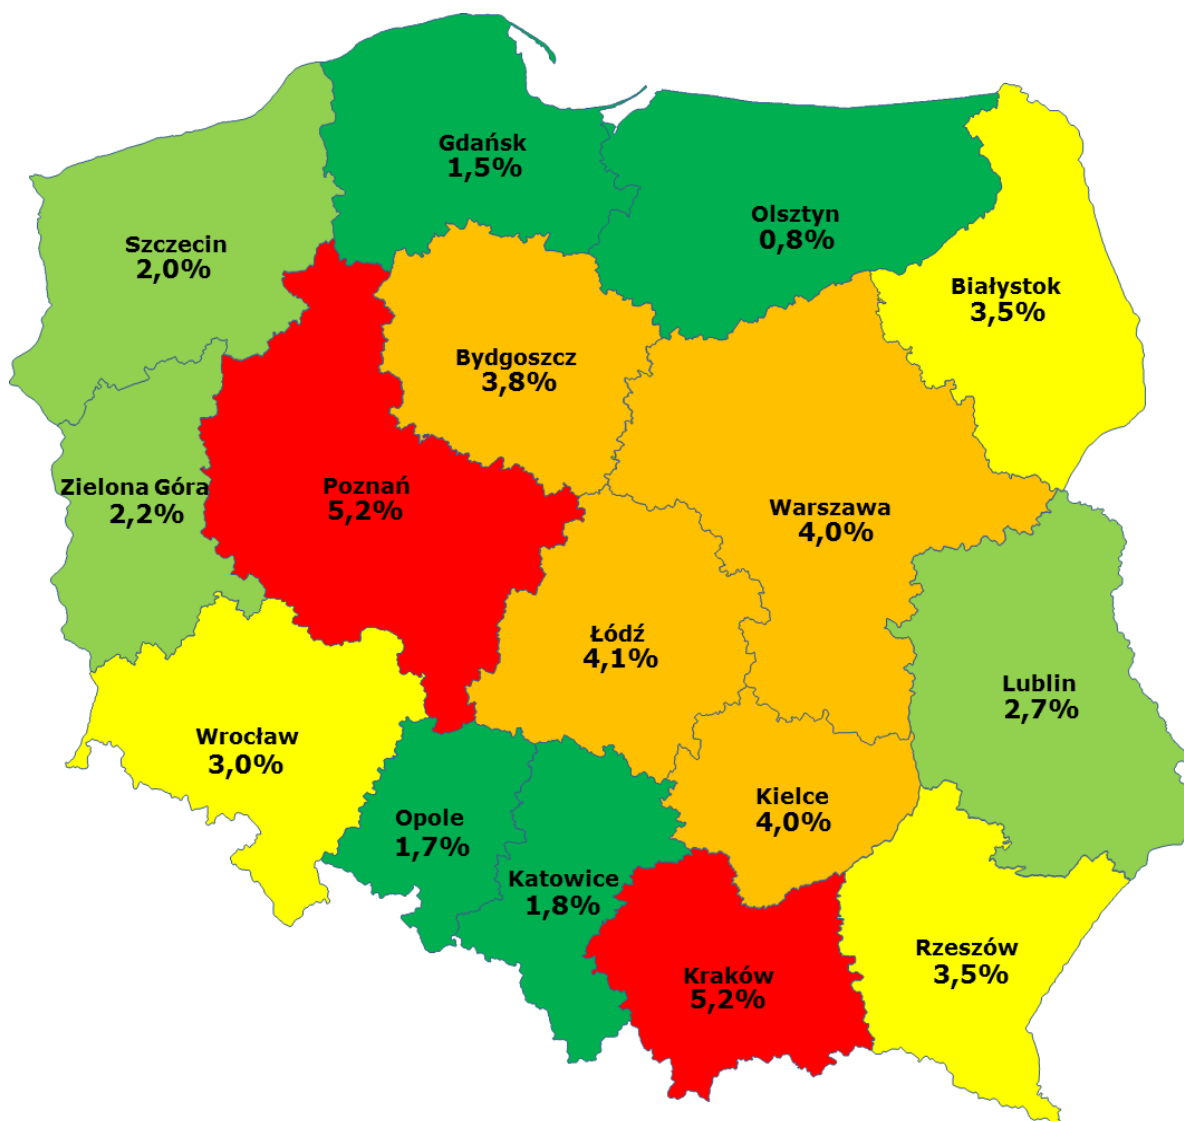 Gdańsk
1,5%
Olsztyn
0,8%
Szczecin
2,0%
Białystok
3,5%
Bydgoszcz
3,8%
Zielona Góra
2,2%
Poznań
5,2%
Warszawa
4,0%
Łódź
4,1%
Lublin
2,7%
Wrocław
3,0%
Kielce
4,0%
Opole
1,7%
Katowice
1,8%
Rzeszów
3,5%
Kraków
5,2%